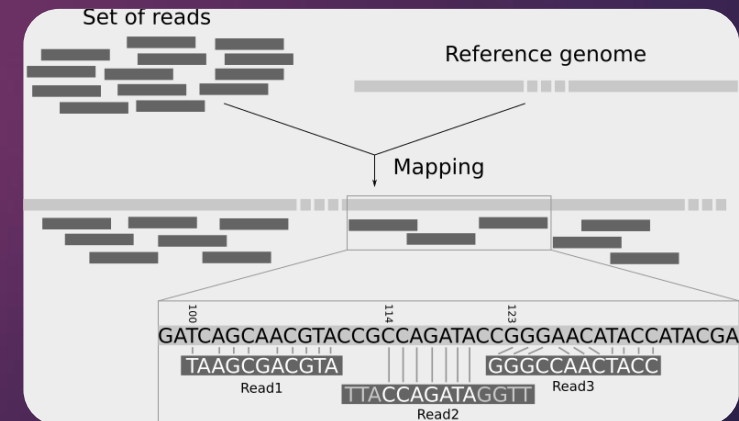 Set of reads
Reference genome
Mapping
100
114
123
GATCAGCAACGTACCGCCAGATACCGGGAACATACCATACGA
TAAGCGACGTA
GGGCCAACTACC
Read1
Read3
TTACCAGATAGGTT
Read2